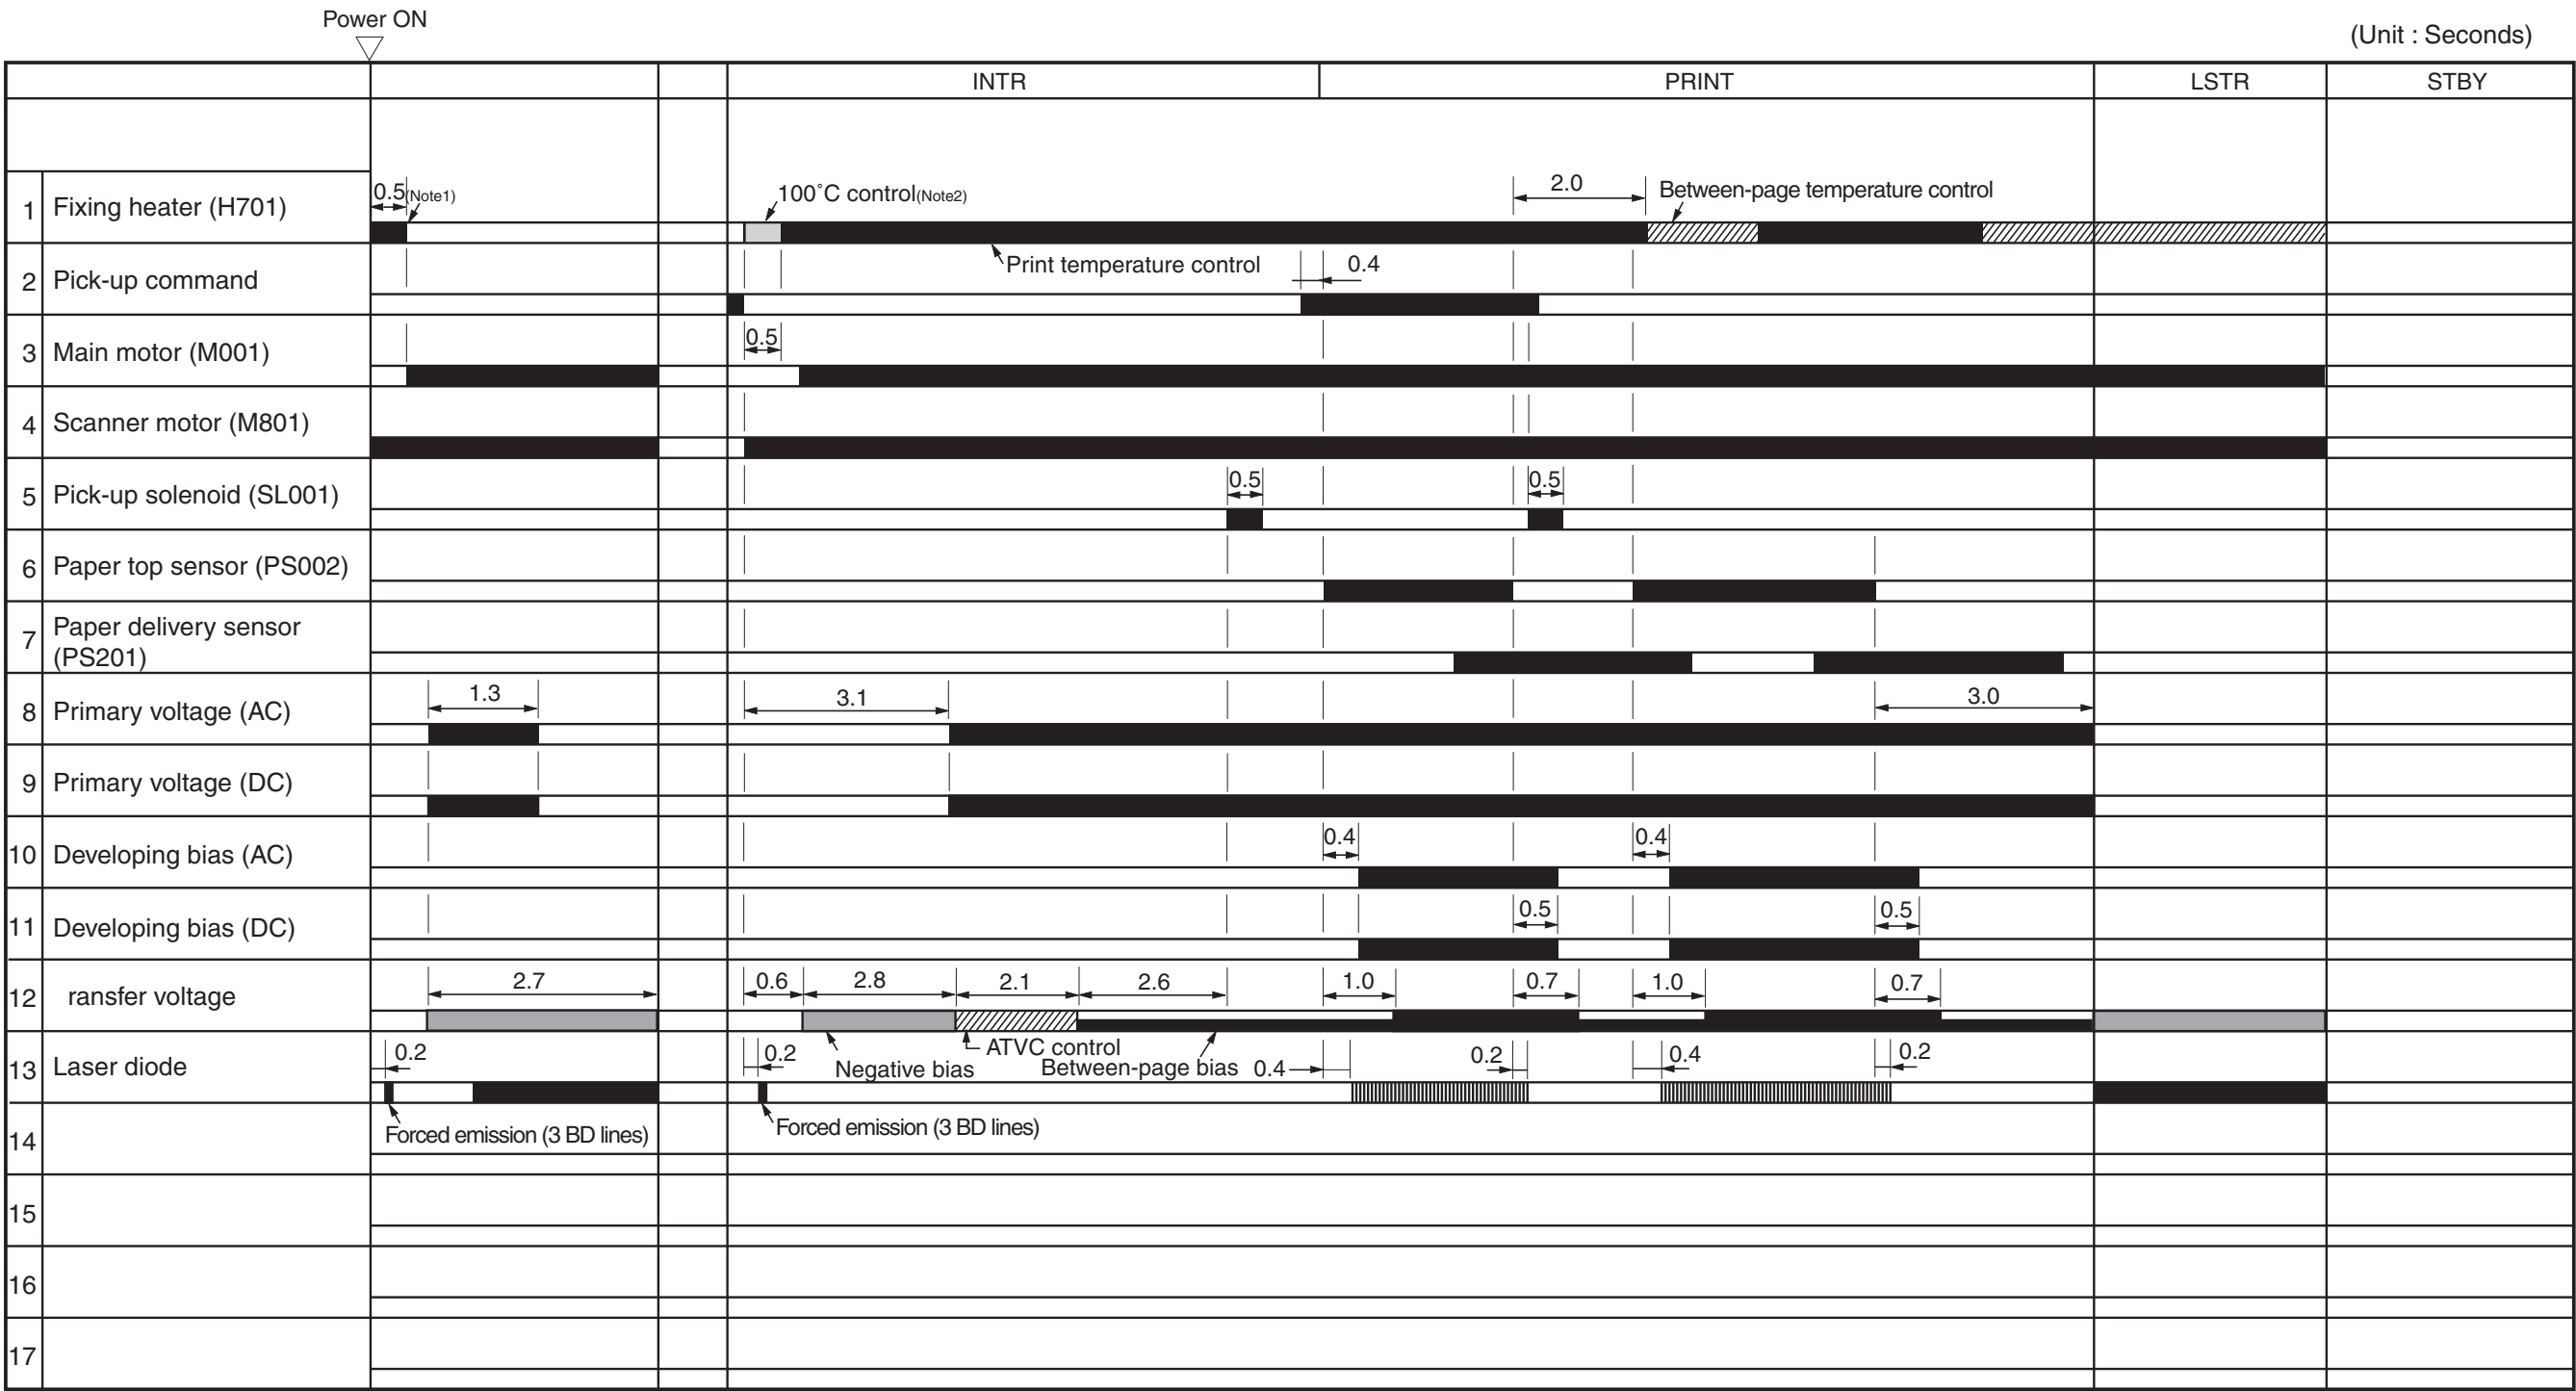 Power ON
(Unit : Seconds)
INTR PRINT LSTR STBY
1 Fixing heater (H701) 0.5 (Note1) 100˚C control(Note2) 2.0 Between-page temperature control
Print temperature control
2 Pick-up command 0.4
3 Main motor (M001) 0.5
4 Scanner motor (M801)
5 Pick-up solenoid (SL001) 0.5 0.5
6 Paper top sensor (PS002)
7 Paper delivery sensor
(PS201)
8 Primary voltage (AC) 1.3 3.1 3.0
9 Primary voltage (DC)
10 Developing bias (AC) 0.4 0.4
11 Developing bias (DC) 0.5 0.5
12 ransfer voltage 2.7 0.6 2.8 2.1 2.6 1.0 0.7 1.0 0.7
ATVC control
Negative bias Between-page bias
13 Laser diode 0.2 0.2 0.4 0.2 0.4 0.2
Forced emission (3 BD lines) Forced emission (3 BD lines)
14
15
16
17